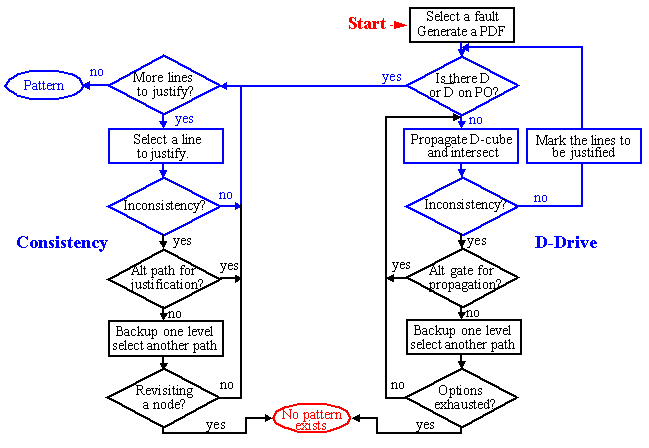 Start
Select a fault
Generate a PDF
Is there D
or D̅ on PO?
yes
no
Propagate D-cube
and intersect
Mark the lines to
be justified
Inconsistency?
no
D-Drive
yes
Alt gate for
propagation?
yes
no
Backup one level
select another path
Options
exhausted?
no
yes
More lines
to justify?
no
Pattern
yes
Select a line
to justify.
Inconsistency?
no
Consistency
yes
Alt path for
justification?
yes
no
Backup one level
select another path
Revisiting
a node?
no
yes
No pattern
exists